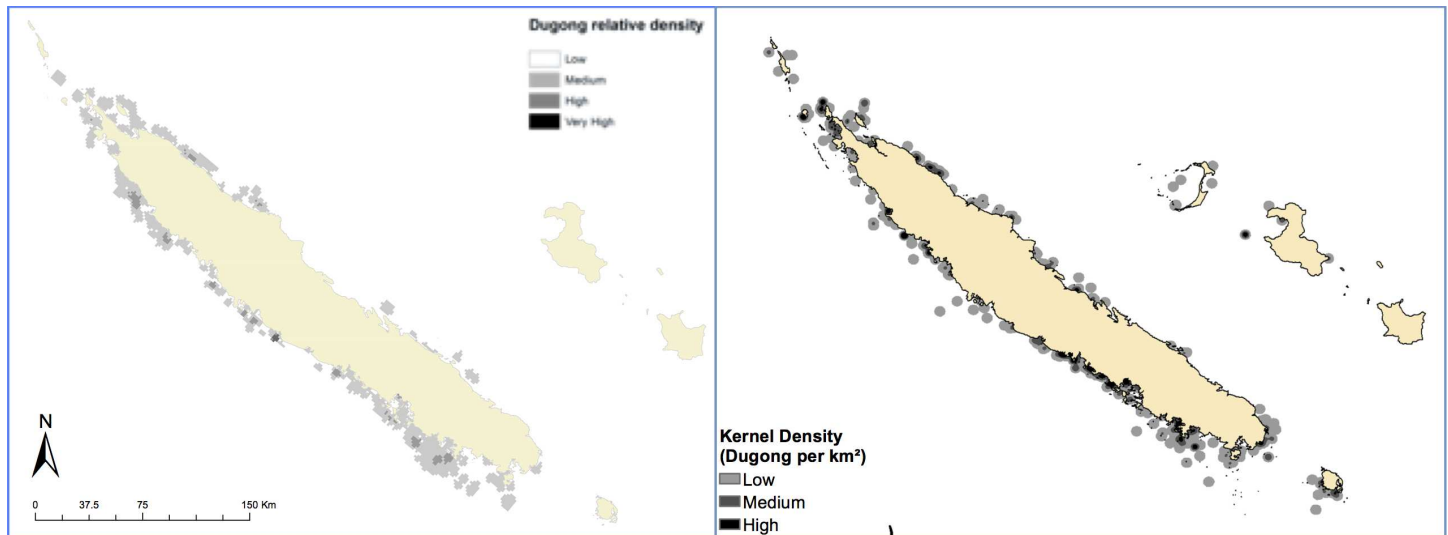 Dugong relative density
Low
Medium
High
Very High
N
0 37.5 75 150 Km
Kernel Density
(Dugong per km²)
Low
Medium
High